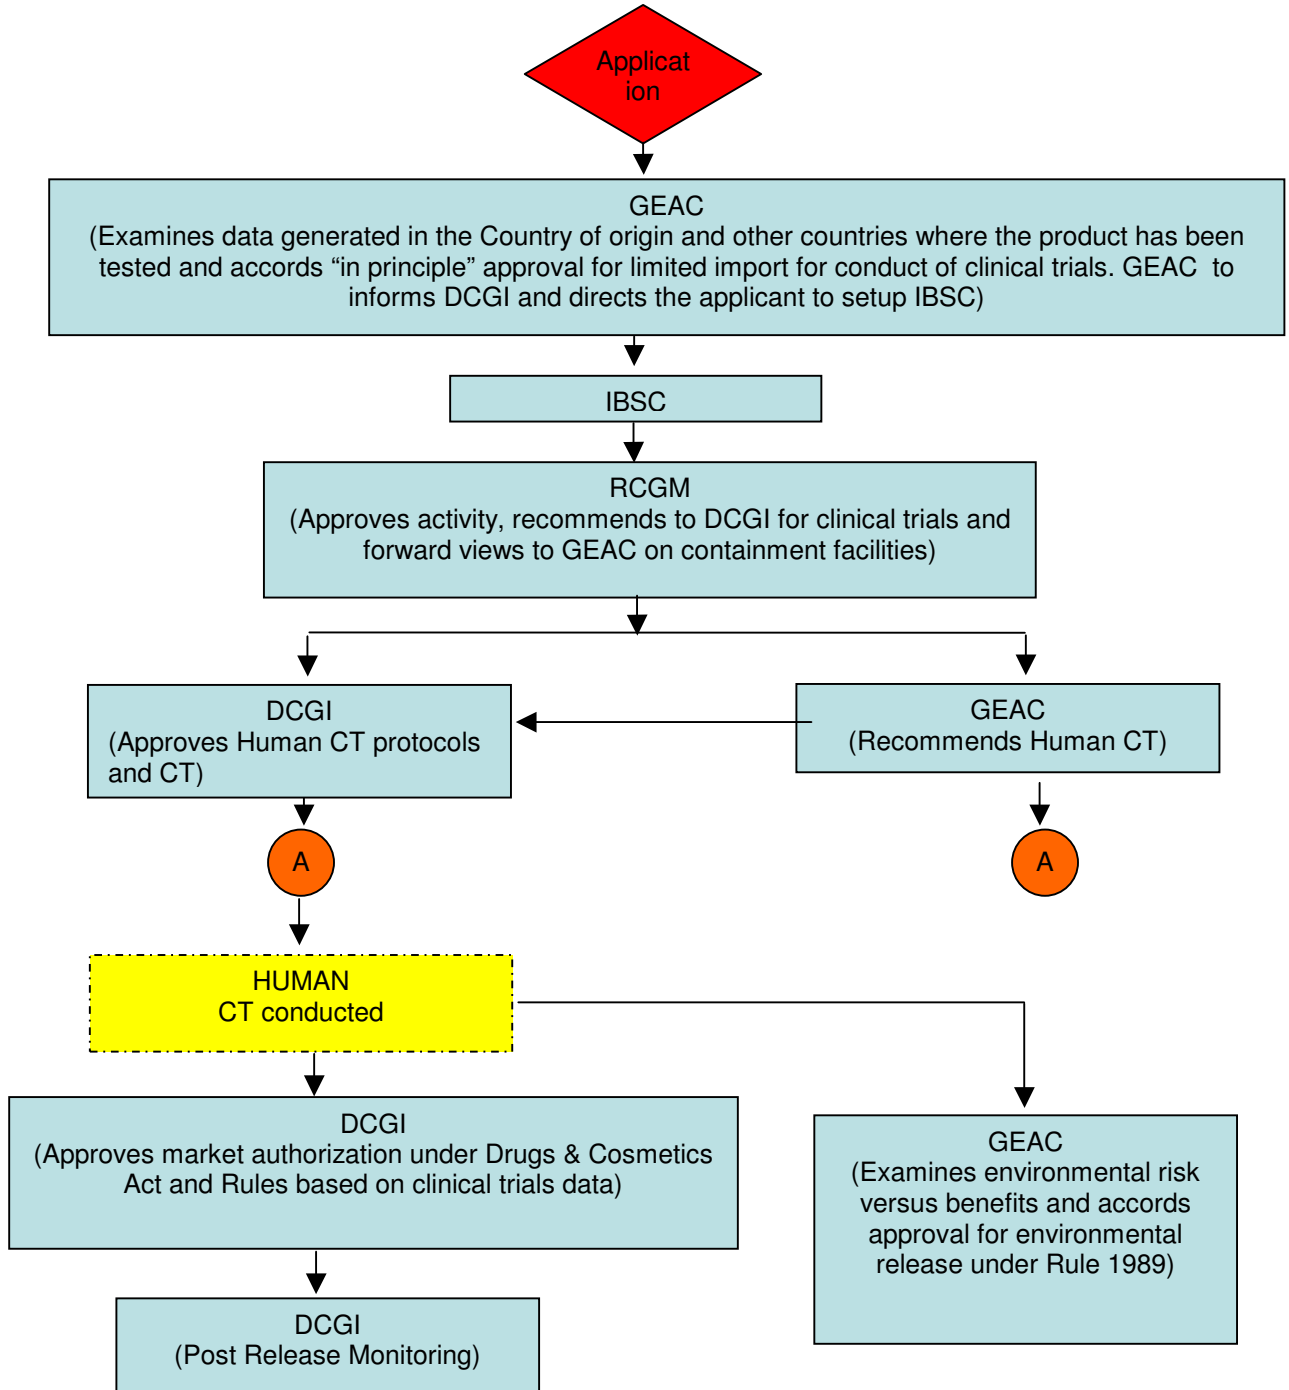 Applicat
ion
GEAC
(Examines data generated in the Country of origin and other countries where the product has been
tested and accords “in principle” approval for limited import for conduct of clinical trials. GEAC  to
informs DCGI and directs the applicant to setup IBSC)
IBSC
RCGM
(Approves activity, recommends to DCGI for clinical trials and
forward views to GEAC on containment facilities)
DCGI
(Approves Human CT protocols
and CT)
GEAC
(Recommends Human CT)
A
A
HUMAN
CT conducted
DCGI
(Approves market authorization under Drugs & Cosmetics
Act and Rules based on clinical trials data)
GEAC
(Examines environmental risk
versus benefits and accords
approval for environmental
release under Rule 1989)
DCGI
(Post Release Monitoring)